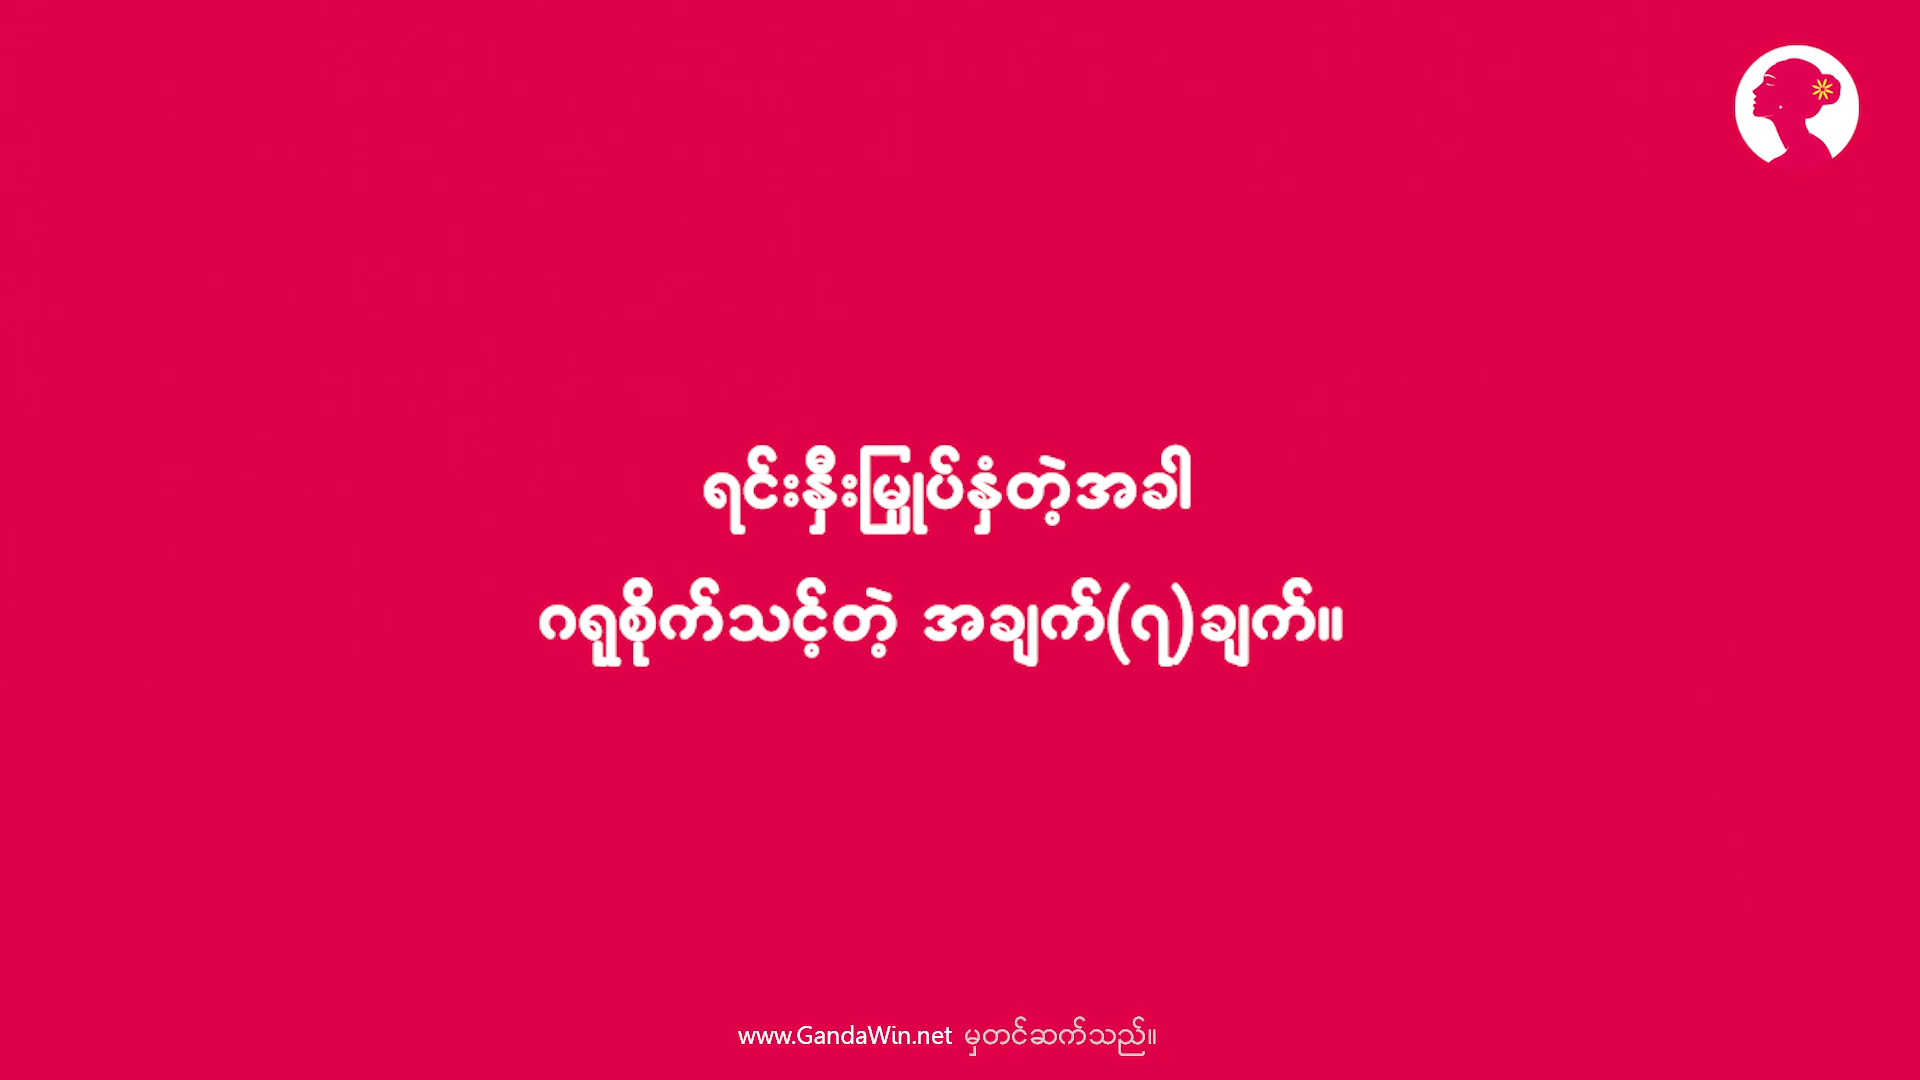 ရင်းနှီးမြှုပ်နှံတဲ့အခါ
ဂရုစိုက်သင့်တဲ့ အချက်(၇)ချက်။
www.GandaWin.net မှတင်ဆက်သည်။